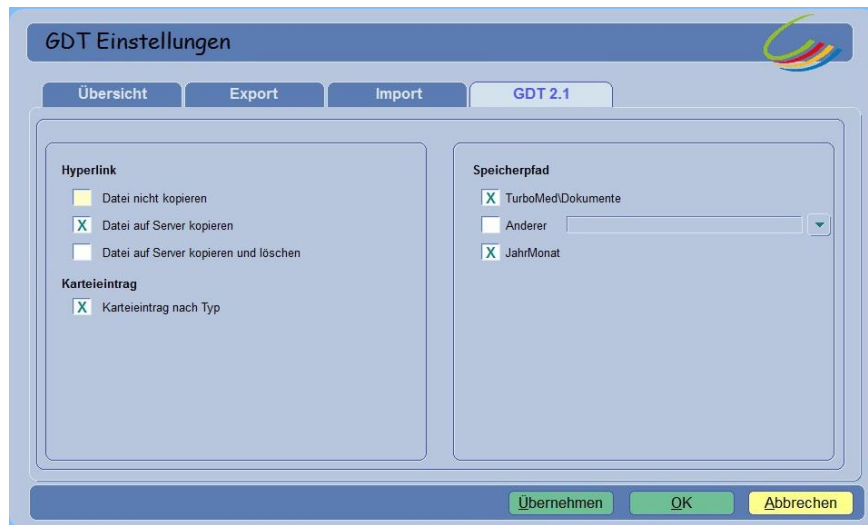 GDT Einstellungen
Übersicht
Export
Import
GDT 2.1
Hyperlink
Datei nicht kopieren
X Datei auf Server kopieren
Datei auf Server kopieren und löschen
Karteieintrag
X Karteieintrag nach Typ
Speicherpfad
X TurboMed\Dokumente
Anderer
X JahrMonat
Übernehmen
OK
Abbrechen